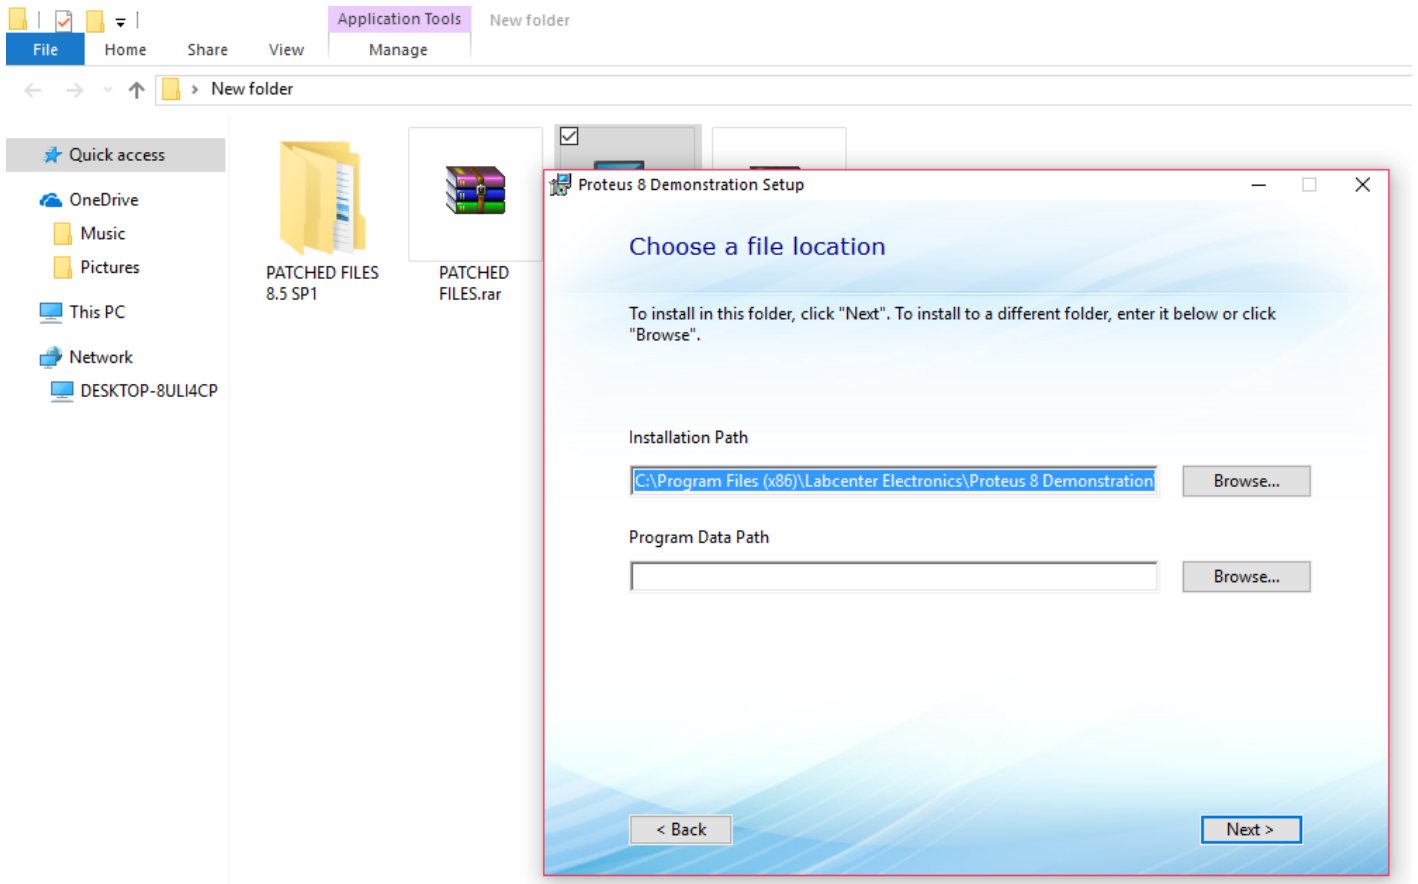 Application Tools New folder
File Home Share View Manage
New folder
Quick access
OneDrive
Music
Pictures
This PC
Network
DESKTOP-8ULI4CP
PATCHED FILES
8.5 SP1
PATCHED
FILES.rar
Proteus 8 Demonstration Setup
Choose a file location
To install in this folder, click "Next". To install to a different folder, enter it below or click
"Browse".
Installation Path
C:\Program Files (x86)\Labcenter Electronics\Proteus 8 Demonstration\
Browse...
Program Data Path
Browse...
< Back
Next >